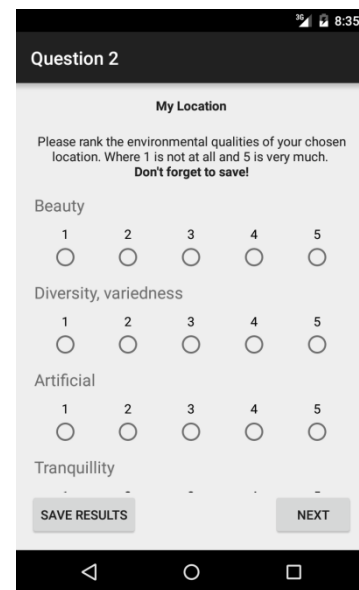 3G 8:35
Question 2
My Location
Please rank the environmental qualities of your chosen
location. Where 1 is not at all and 5 is very much.
Don't forget to save!
Beauty
1 2 3 4 5
Diversity, variedness
1 2 3 4 5
Artificial
1 2 3 4 5
Tranquillity
SAVE RESULTS NEXT